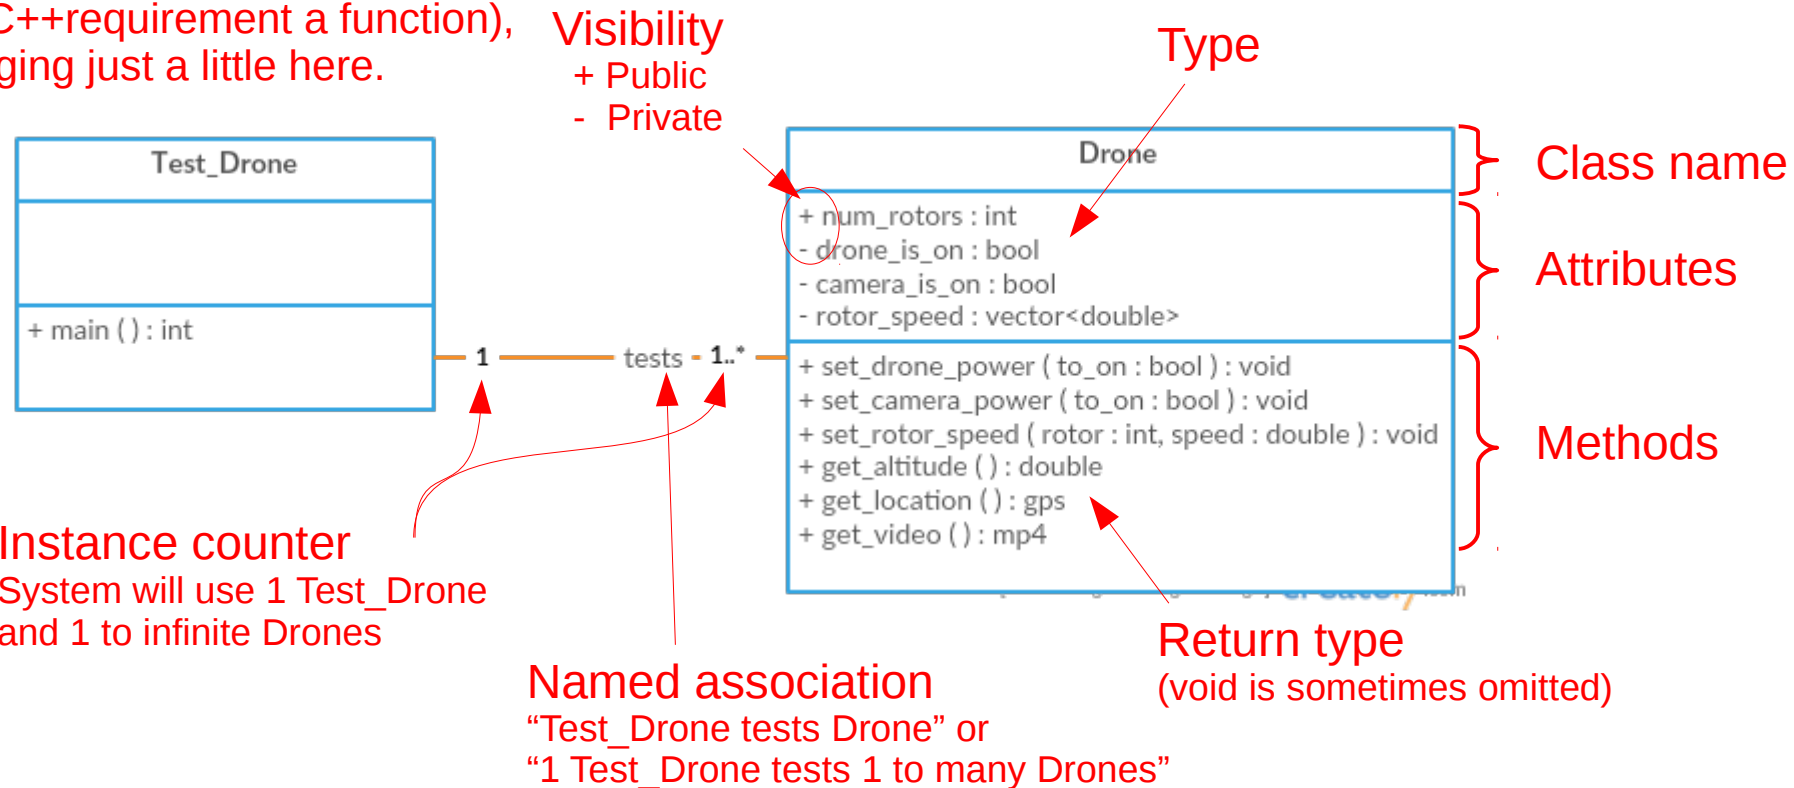 C++requirement a function),
ging just a little here.
Visibility
+ Public
- Private
Type
Test_Drone
+ main ( ) : int
1
tests
1..*
Drone
+ num_rotors : int
- drone_is_on : bool
- camera_is_on : bool
- rotor_speed : vector<double>
+ set_drone_power ( to_on : bool ) : void
+ set_camera_power ( to_on : bool ) : void
+ set_rotor_speed ( rotor : int, speed : double ) : void
+ get_altitude ( ) : double
+ get_location ( ) : gps
+ get_video ( ) : mp4
Class name
Attributes
Methods
Instance counter
System will use 1 Test_Drone
and 1 to infinite Drones
Named association
“Test_Drone tests Drone” or
“1 Test_Drone tests 1 to many Drones”
Return type
(void is sometimes omitted)